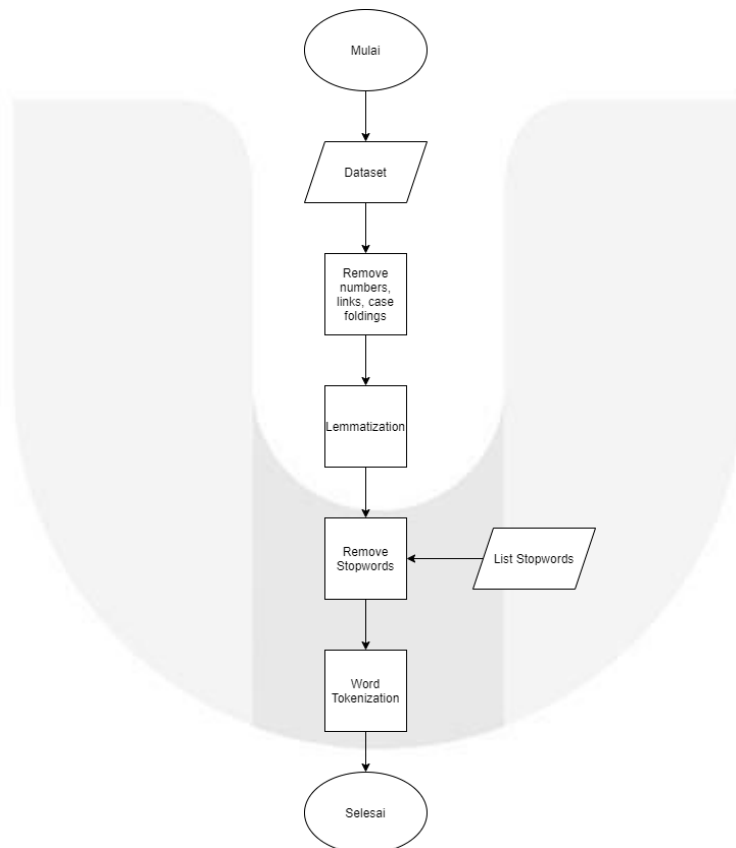 Mulai
Dataset
Remove
numbers,
links, case
foldings
Lemmatization
Remove
Stopwords
List Stopwords
Word
Tokenization
Selesai